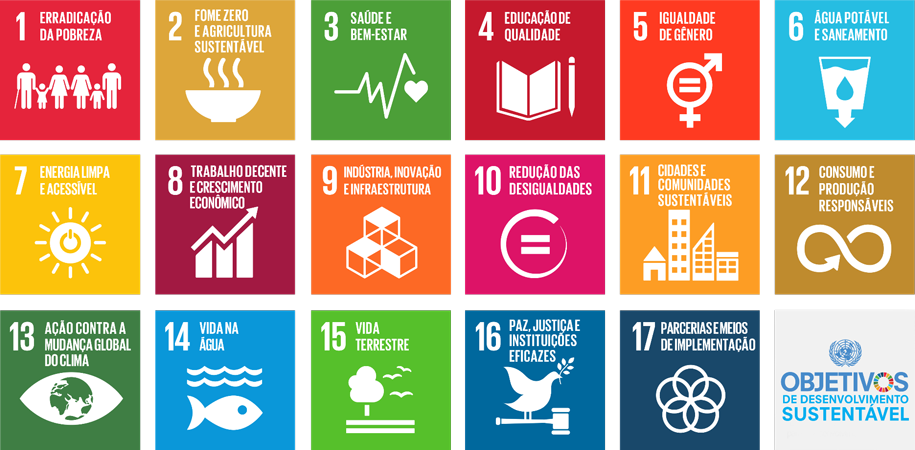 1 ERRADICAÇÃO
DA POBREZA
2 FOME ZERO
E AGRICULTURA
SUSTENTÁVEL
3 SAÚDE E
BEM-ESTAR
4 EDUCAÇÃO DE
QUALIDADE
5 IGUALDADE
DE GÊNERO
6 ÁGUA POTÁVEL
E SANEAMENTO
7 ENERGIA LIMPA
E ACESSÍVEL
8 TRABALHO DECENTE
E CRESCIMENTO
ECONÔMICO
9 INDÚSTRIA, INOVAÇÃO
E INFRAESTRUTURA
10 REDUÇÃO DAS
DESIGUALDADES
11 CIDADES E
COMUNIDADES
SUSTENTÁVEIS
12 CONSUMO E
PRODUÇÃO
RESPONSÁVEIS
13 AÇÃO CONTRA A
MUDANÇA GLOBAL
DO CLIMA
14 VIDA NA
ÁGUA
15 VIDA
TERRESTRE
16 PAZ, JUSTIÇA E
INSTITUIÇÕES
EFICAZES
17 PARCERIAS E MEIOS
DE IMPLEMENTAÇÃO
OBJETIVOS
DE DESENVOLVIMENTO
SUSTENTÁVEL